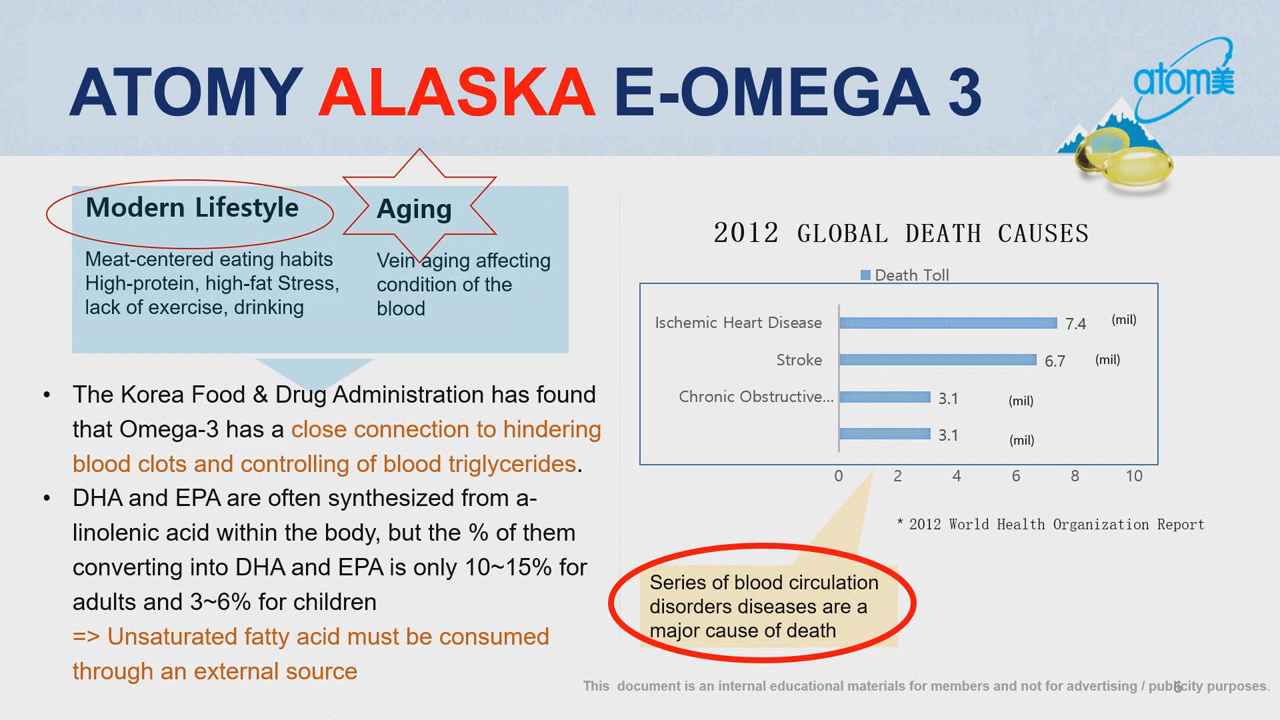 ATOMY ALASKA E-OMEGA 3
atom美
Modern Lifestyle
Meat-centered eating habits
High-protein, high-fat Stress,
lack of exercise, drinking
Aging
Vein aging affecting
condition of the
blood
• The Korea Food & Drug Administration has found
that Omega-3 has a close connection to hindering
blood clots and controlling of blood triglycerides.
• DHA and EPA are often synthesized from a-
linolenic acid within the body, but the % of them
converting into DHA and EPA is only 10~15% for
adults and 3~6% for children
=> Unsaturated fatty acid must be consumed
through an external source
2012 GLOBAL DEATH CAUSES
Death Toll
Ischemic Heart Disease 7.4 (mil)
Stroke 6.7 (mil)
Chronic Obstructive... 3.1 (mil)
3.1 (mil)
0 2 4 6 8 10
* 2012 World Health Organization Report
Series of blood circulation
disorders diseases are a
major cause of death
This document is an internal educational materials for members and not for advertising / publicity purposes.
6